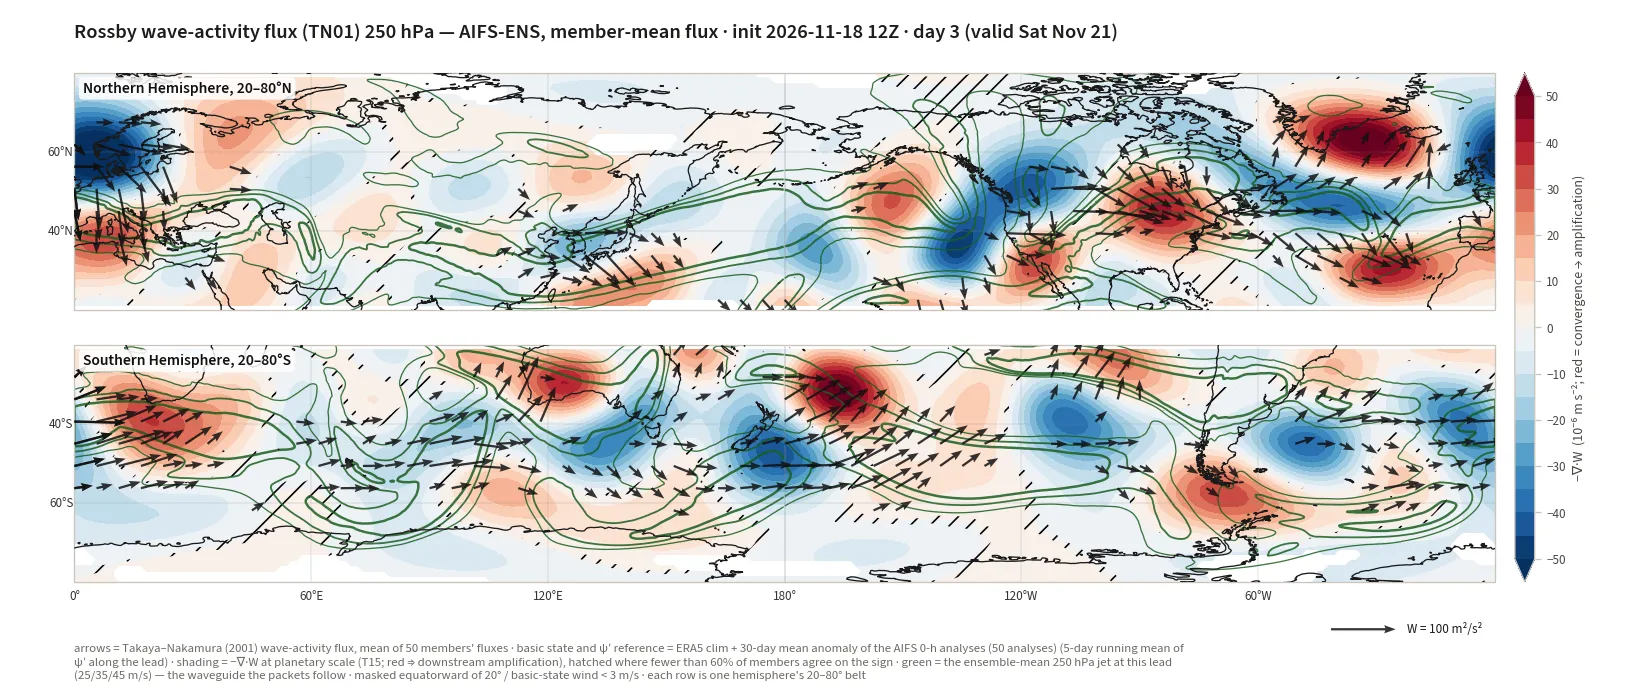 Rossby wave-activity flux (TN01) 250 hPa — AIFS-ENS, member-mean flux · init 2026-11-18 12Z · day 3 (valid Sat Nov 21)
Northern Hemisphere, 20–80°N
60°N
40°N
Southern Hemisphere, 20–80°S
40°S
60°S
0°
60°E
120°E
180°
120°W
60°W
50
40
30
20
10
0
−10
−20
−30
−40
−50
−∇·W (10⁻⁶ m s⁻²; red = convergence → amplification)
W = 100 m²/s²
arrows = Takaya–Nakamura (2001) wave-activity flux, mean of 50 members' fluxes · basic state and ψ' reference = ERA5 clim + 30-day mean anomaly of the AIFS 0-h analyses (50 analyses) (5-day running mean of
ψ' along the lead) · shading = −∇·W at planetary scale (T15; red ⇒ downstream amplification), hatched where fewer than 60% of members agree on the sign · green = the ensemble-mean 250 hPa jet at this lead
(25/35/45 m/s) — the waveguide the packets follow · masked equatorward of 20° / basic-state wind < 3 m/s · each row is one hemisphere's 20–80° belt